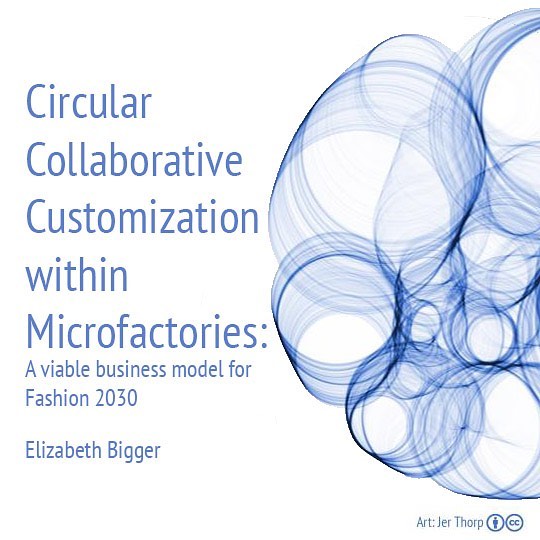 Circular
Collaborative
Customization
within
Microfactories:
A viable business model for
Fashion 2030
Elizabeth Bigger
Art: Jer Thorp